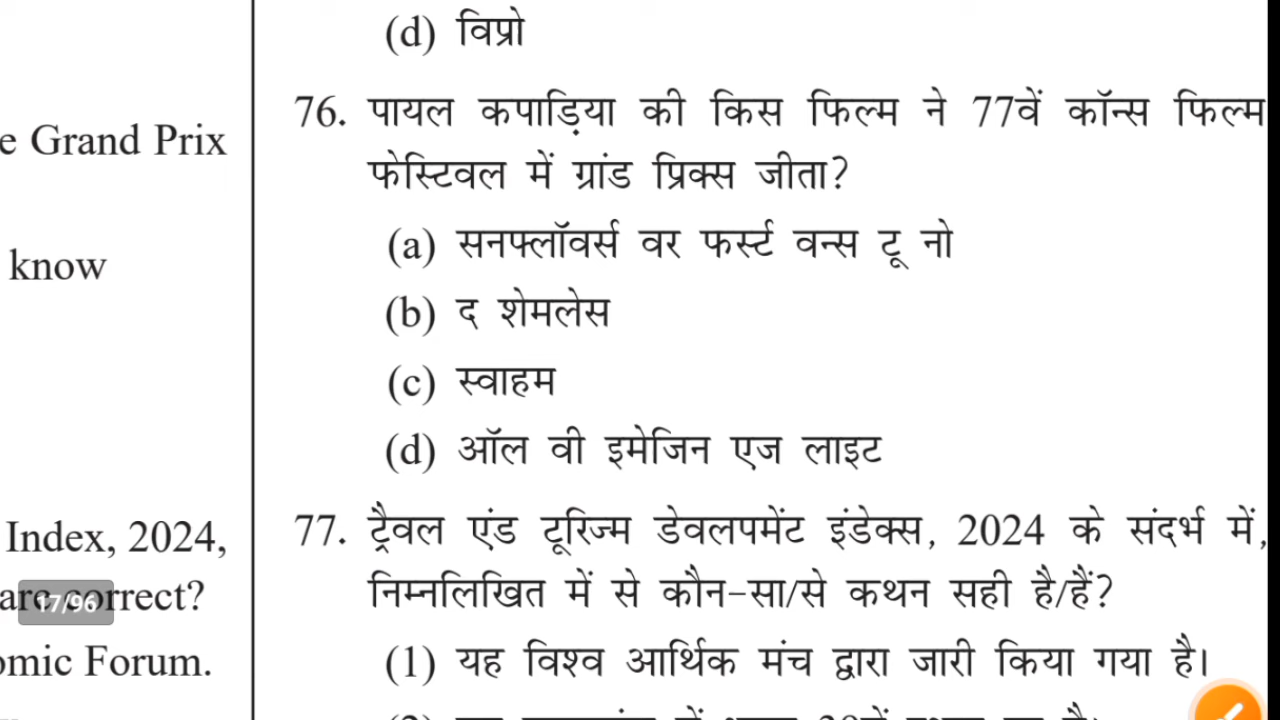 (d) विप्रो
e Grand Prix
know
Index, 2024,
are correct?
omic Forum.
76. पायल कपाड़िया की किस फिल्म ने 77वें कॉन्स फिल्म
फेस्टिवल में ग्रांड प्रिक्स जीता?
(a) सनफ्लॉवर्स वर फर्स्ट वन्स टू नो
(b) द शेमलेस
(c) स्वाहम
(d) ऑल वी इमेजिन एज लाइट
77. ट्रैवल एंड टूरिज्म डेवलपमेंट इंडेक्स, 2024 के संदर्भ में,
निम्नलिखित में से कौन-सा/से कथन सही है/हैं?
(1) यह विश्व आर्थिक मंच द्वारा जारी किया गया है।
17/96